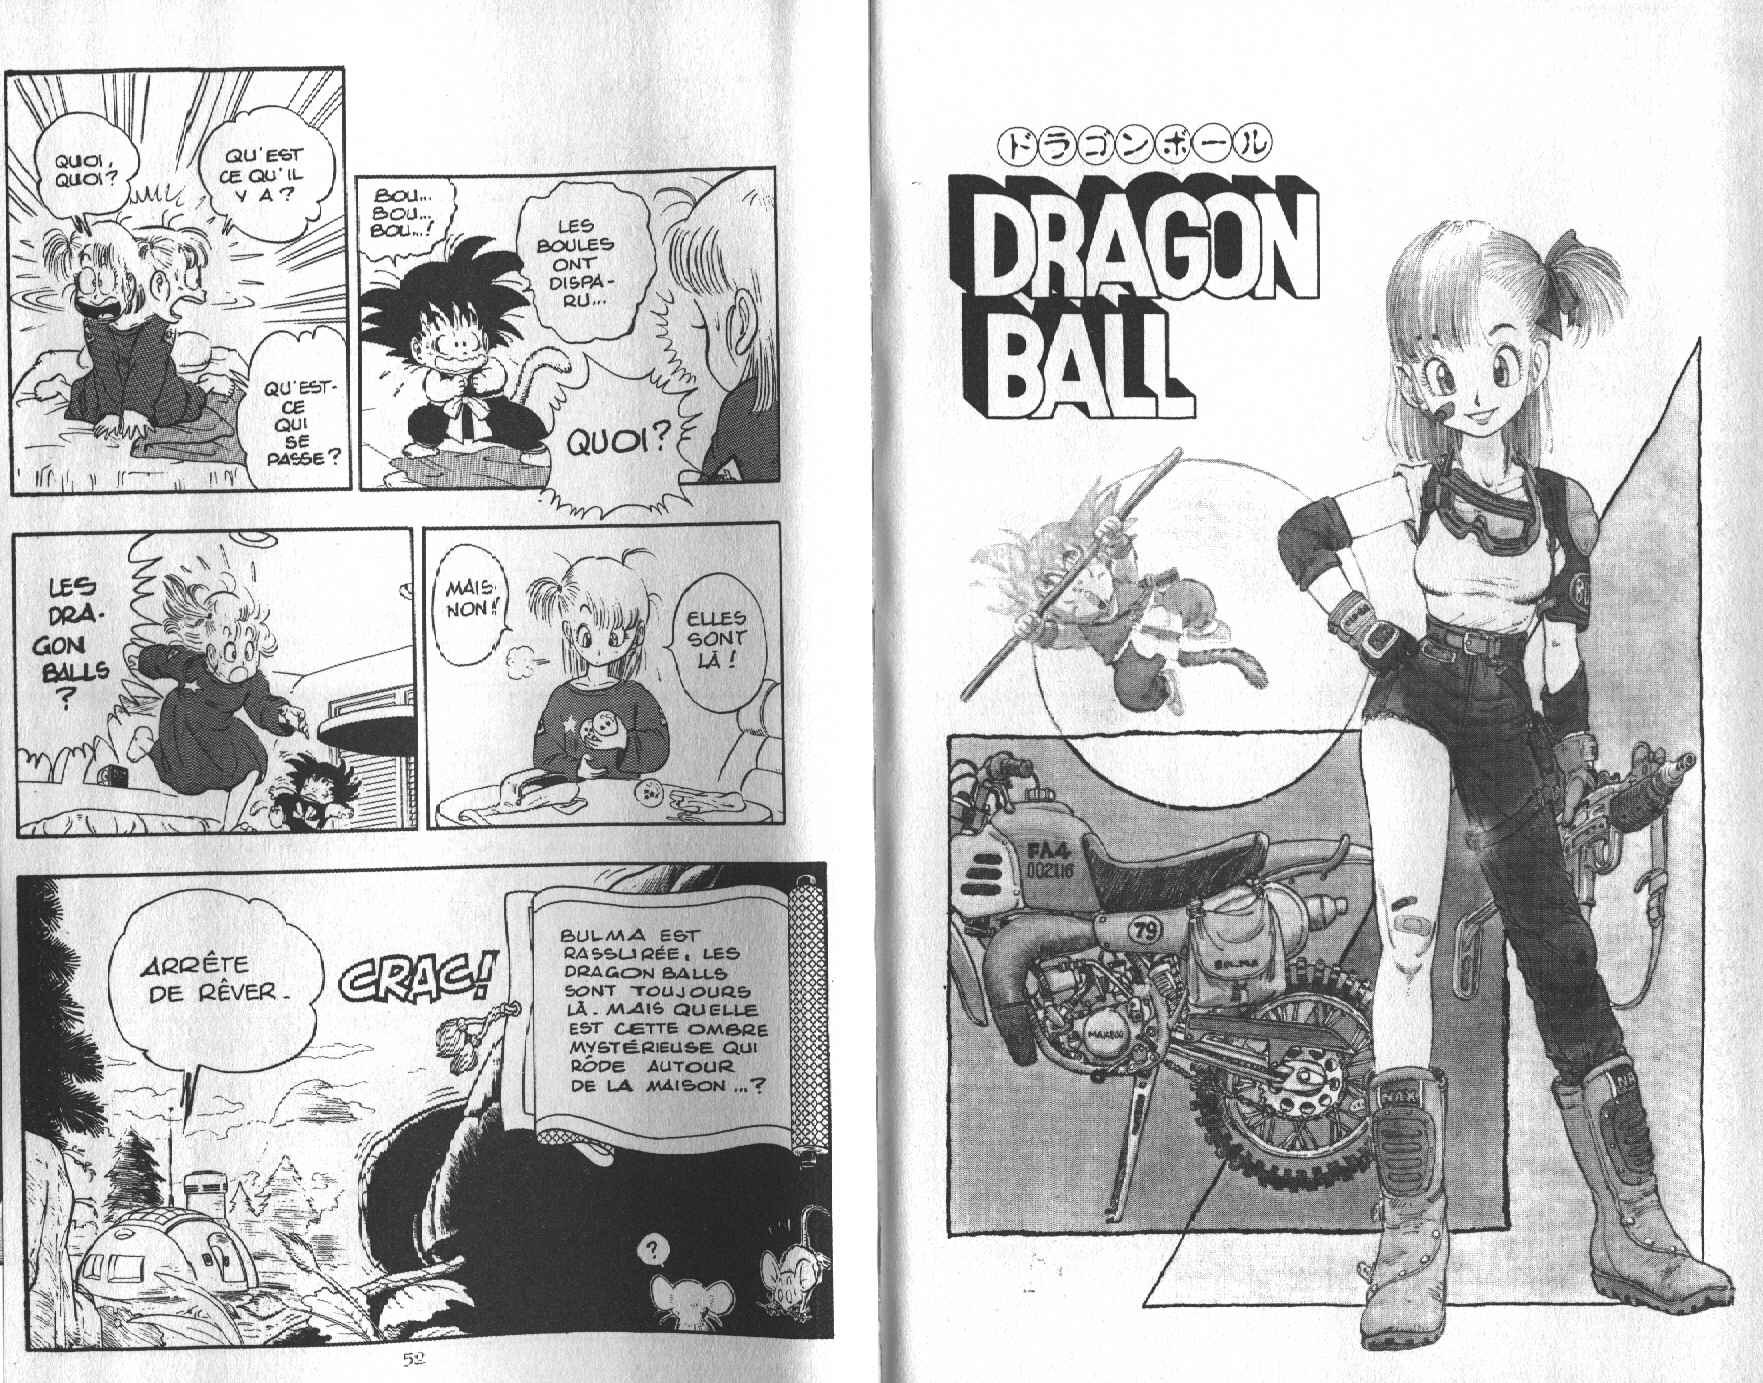 QUOI,
QUOI?
QU'EST
CE QU'IL
Y A?
QU'EST-
CE
QUI
SE
PASSE?
BOU...
BOU...
BOU...!
LES
BOULES
ONT
DISPA-
RU...
QUOI?
LES
DRA-
GON
BALLS
?
MAIS
NON!
ELLES
SONT
LÀ!
ARRÊTE
DE RÊVER.
CRAC!
BULMA EST
RASSURÉE, LES
DRAGON BALLS
SONT TOUJOURS
LÀ. MAIS QUELLE
EST CETTE OMBRE
MYSTÉRIEUSE QUI
RÔDE AUTOUR
DE LA MAISON...?
?
52
ドラゴンボール
DRAGON
BALL
FA4
002116
79
BULMA
NAX